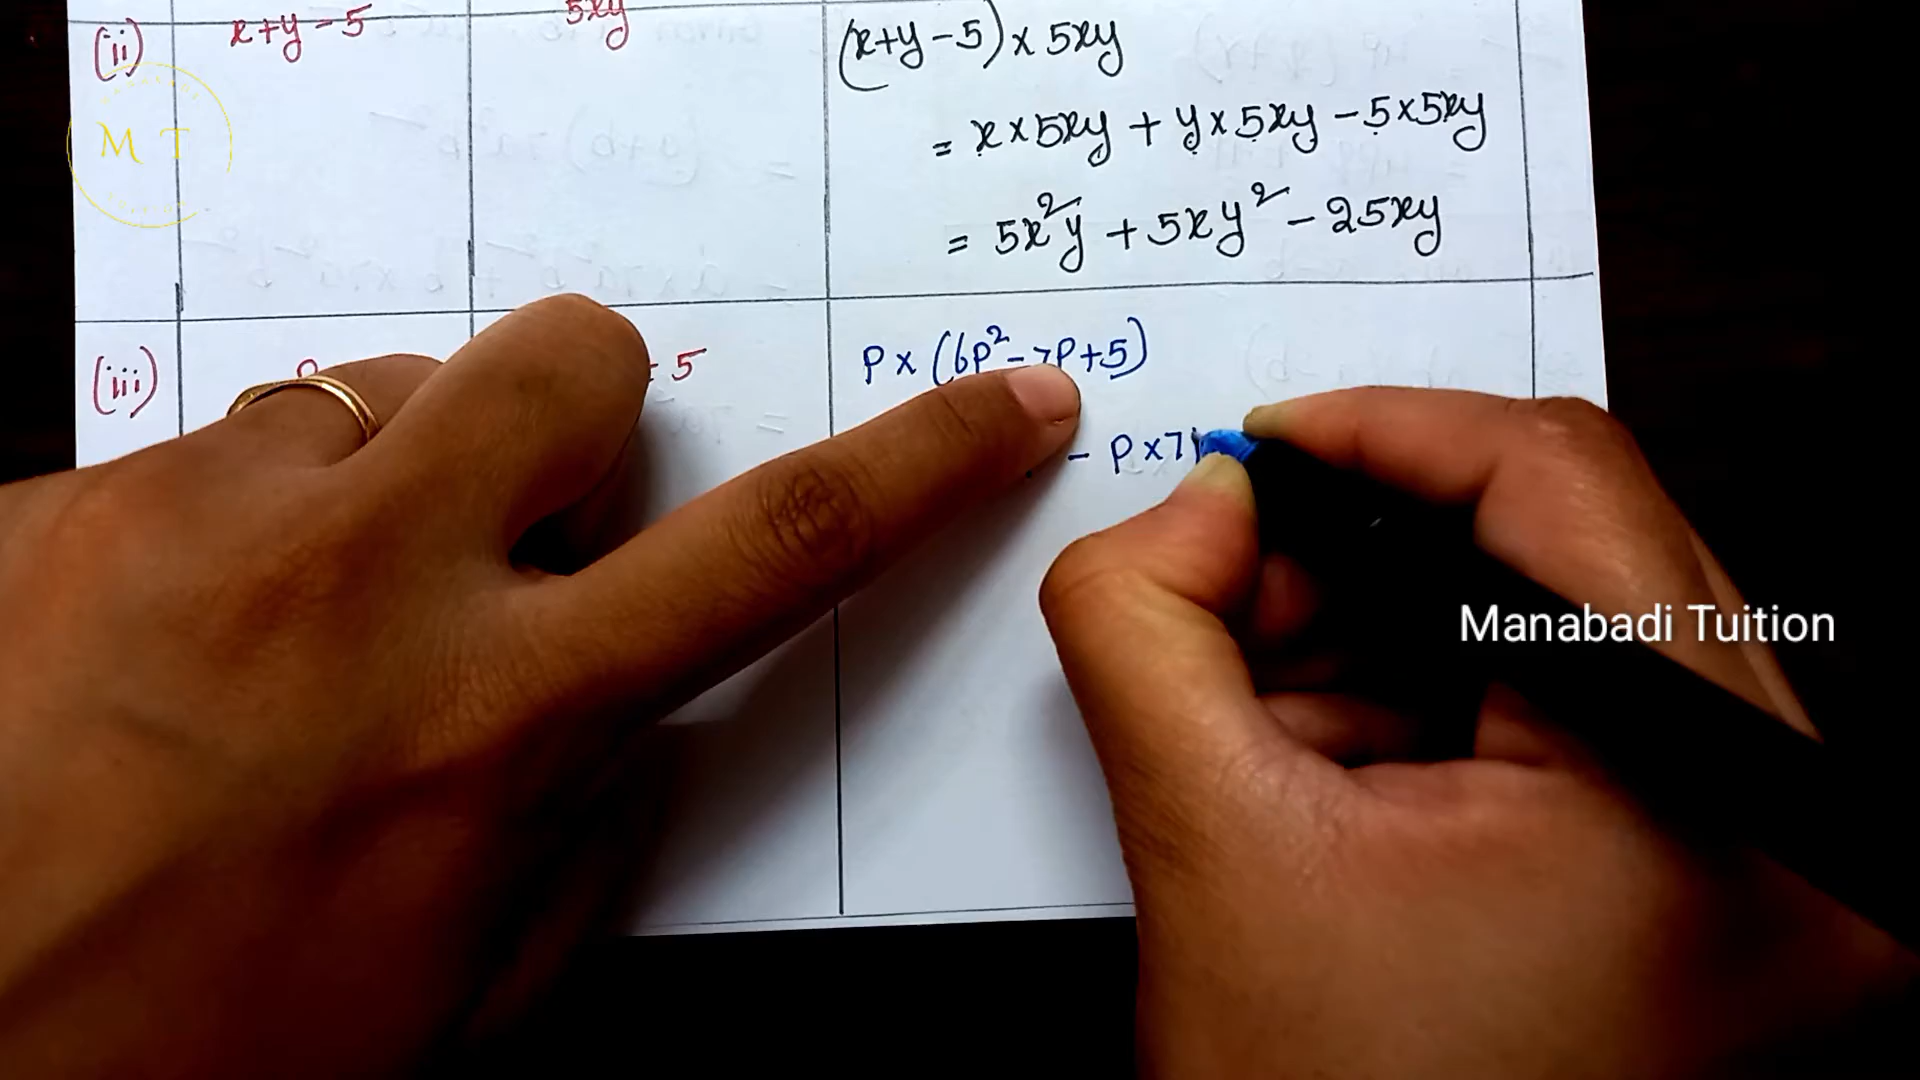 (ii) x+y-5 5xy (x+y-5)×5xy
= x×5xy + y×5xy - 5×5xy
= 5x²y + 5xy² - 25xy
(iii) 5 P×(6P²-7P+5)
- P×7
M T
Manabadi Tuition